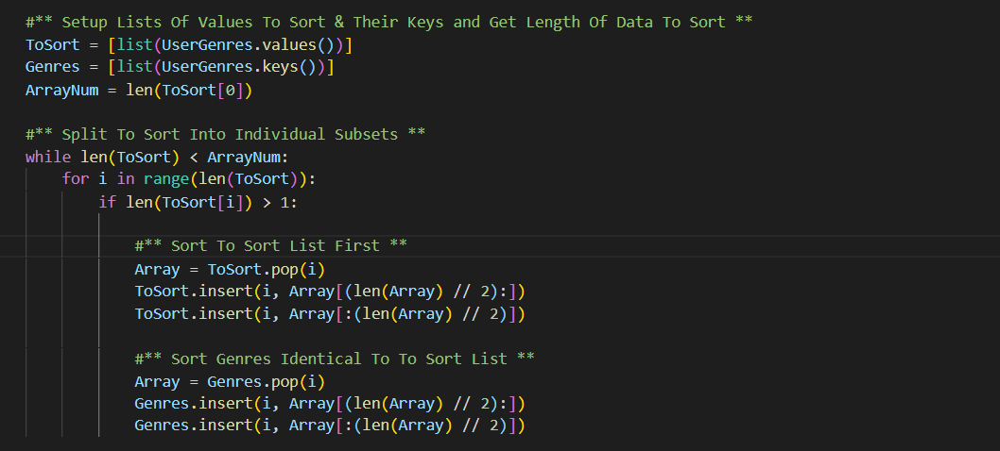 #** Setup Lists Of Values To Sort & Their Keys and Get Length Of Data To Sort **
ToSort = [list(UserGenres.values())]
Genres = [list(UserGenres.keys())]
ArrayNum = len(ToSort[0])
#** Split To Sort Into Individual Subsets **
while len(ToSort) < ArrayNum:
for i in range(len(ToSort)):
if len(ToSort[i]) > 1:
#** Sort To Sort List First **
Array = ToSort.pop(i)
ToSort.insert(i, Array[(len(Array) // 2):])
ToSort.insert(i, Array[:(len(Array) // 2)])
#** Sort Genres Identical To To Sort List **
Array = Genres.pop(i)
Genres.insert(i, Array[(len(Array) // 2):])
Genres.insert(i, Array[:(len(Array) // 2)])